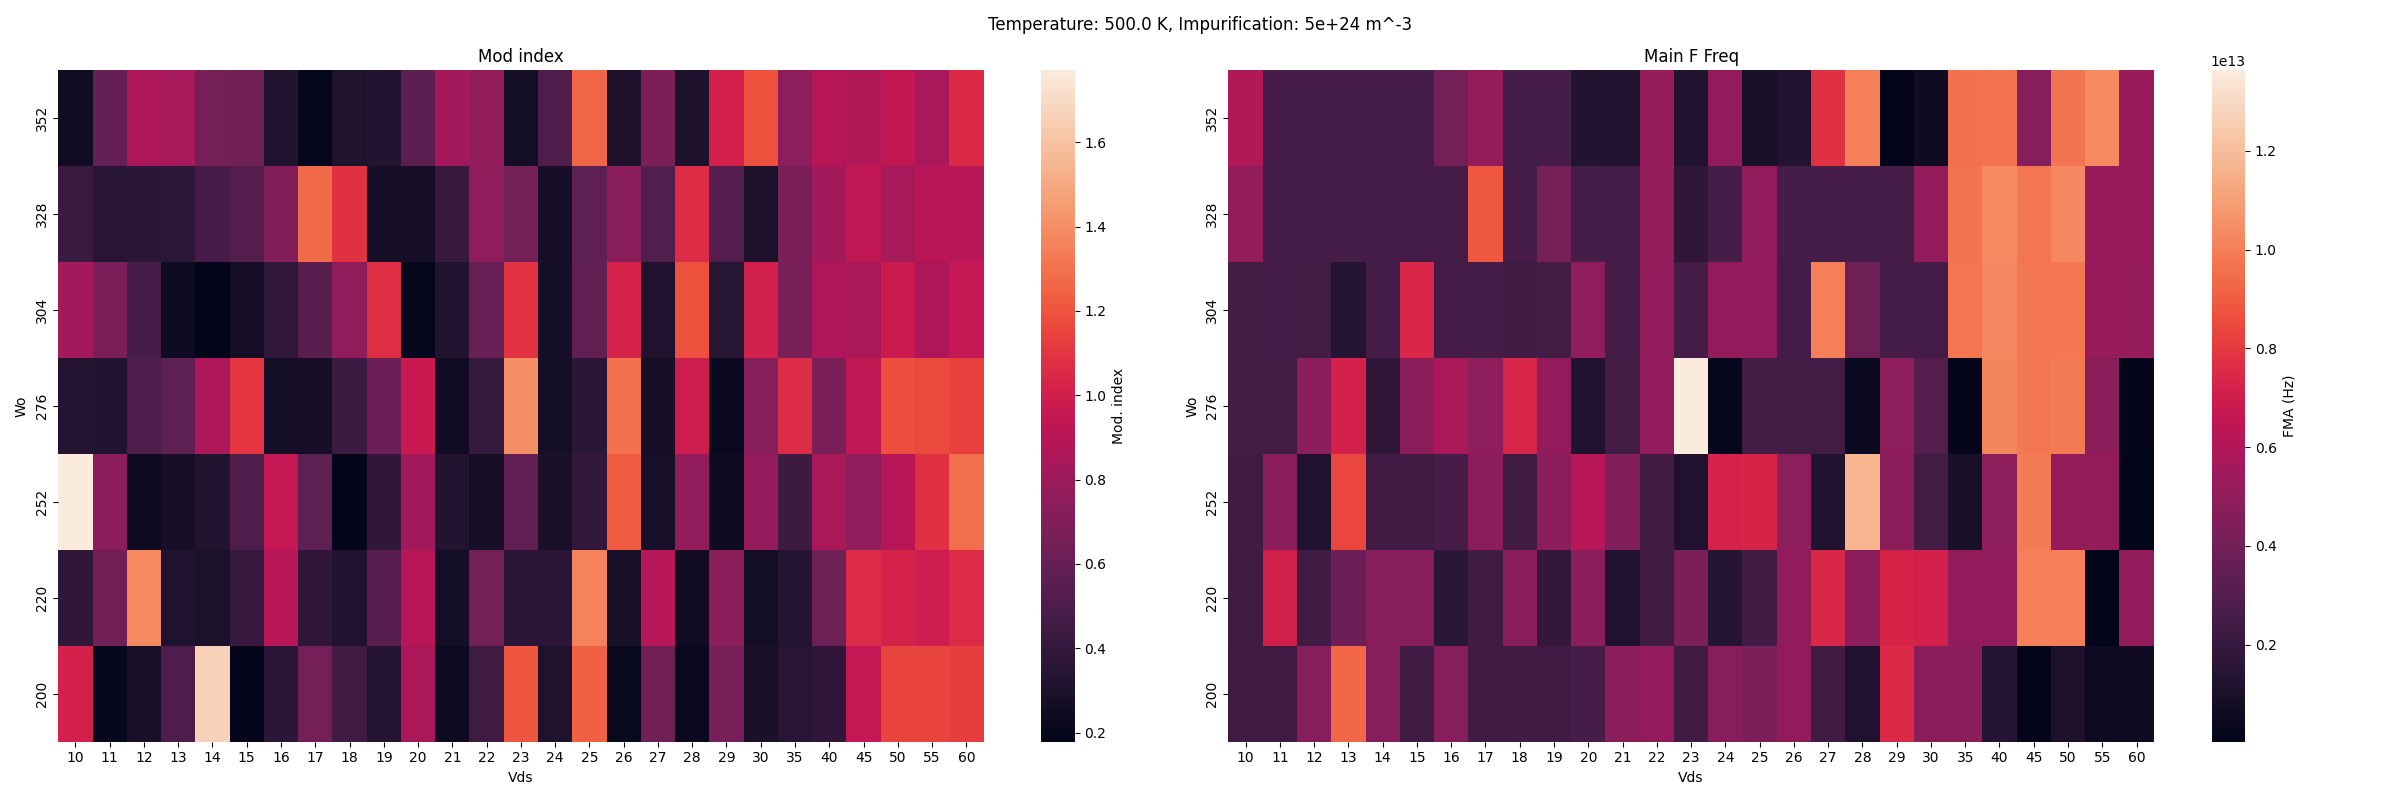 Temperature: 500.0 K, Impurification: 5e+24 m^-3
Mod index
352
328
304
276
252
220
200
Wo
10 11 12 13 14 15 16 17 18 19 20 21 22 23 24 25 26 27 28 29 30 35 40 45 50 55 60
Vds
1.6
1.4
1.2
1.0
0.8
0.6
0.4
0.2
Mod. index
Main F Freq
352
328
304
276
252
220
200
Wo
10 11 12 13 14 15 16 17 18 19 20 21 22 23 24 25 26 27 28 29 30 35 40 45 50 55 60
Vds
1e13
1.2
1.0
0.8
0.6
0.4
0.2
FMA (Hz)